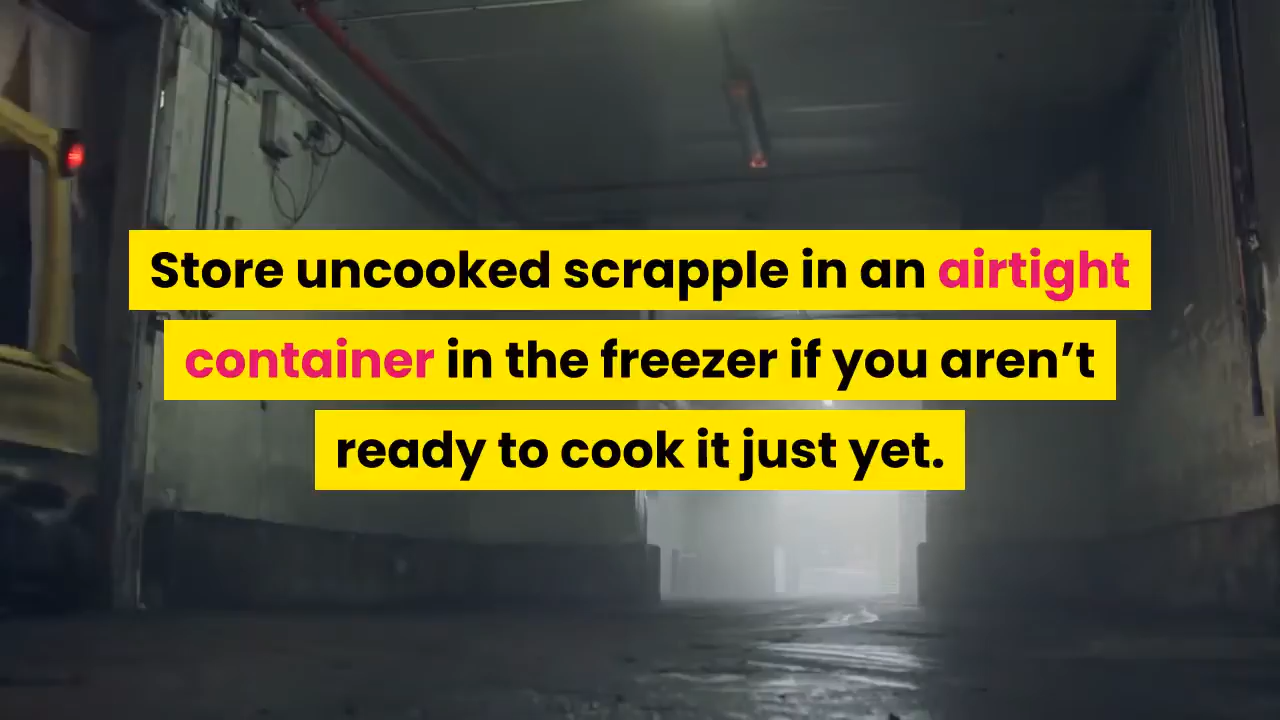 Store uncooked scrapple in an airtight
container in the freezer if you aren’t
ready to cook it just yet.